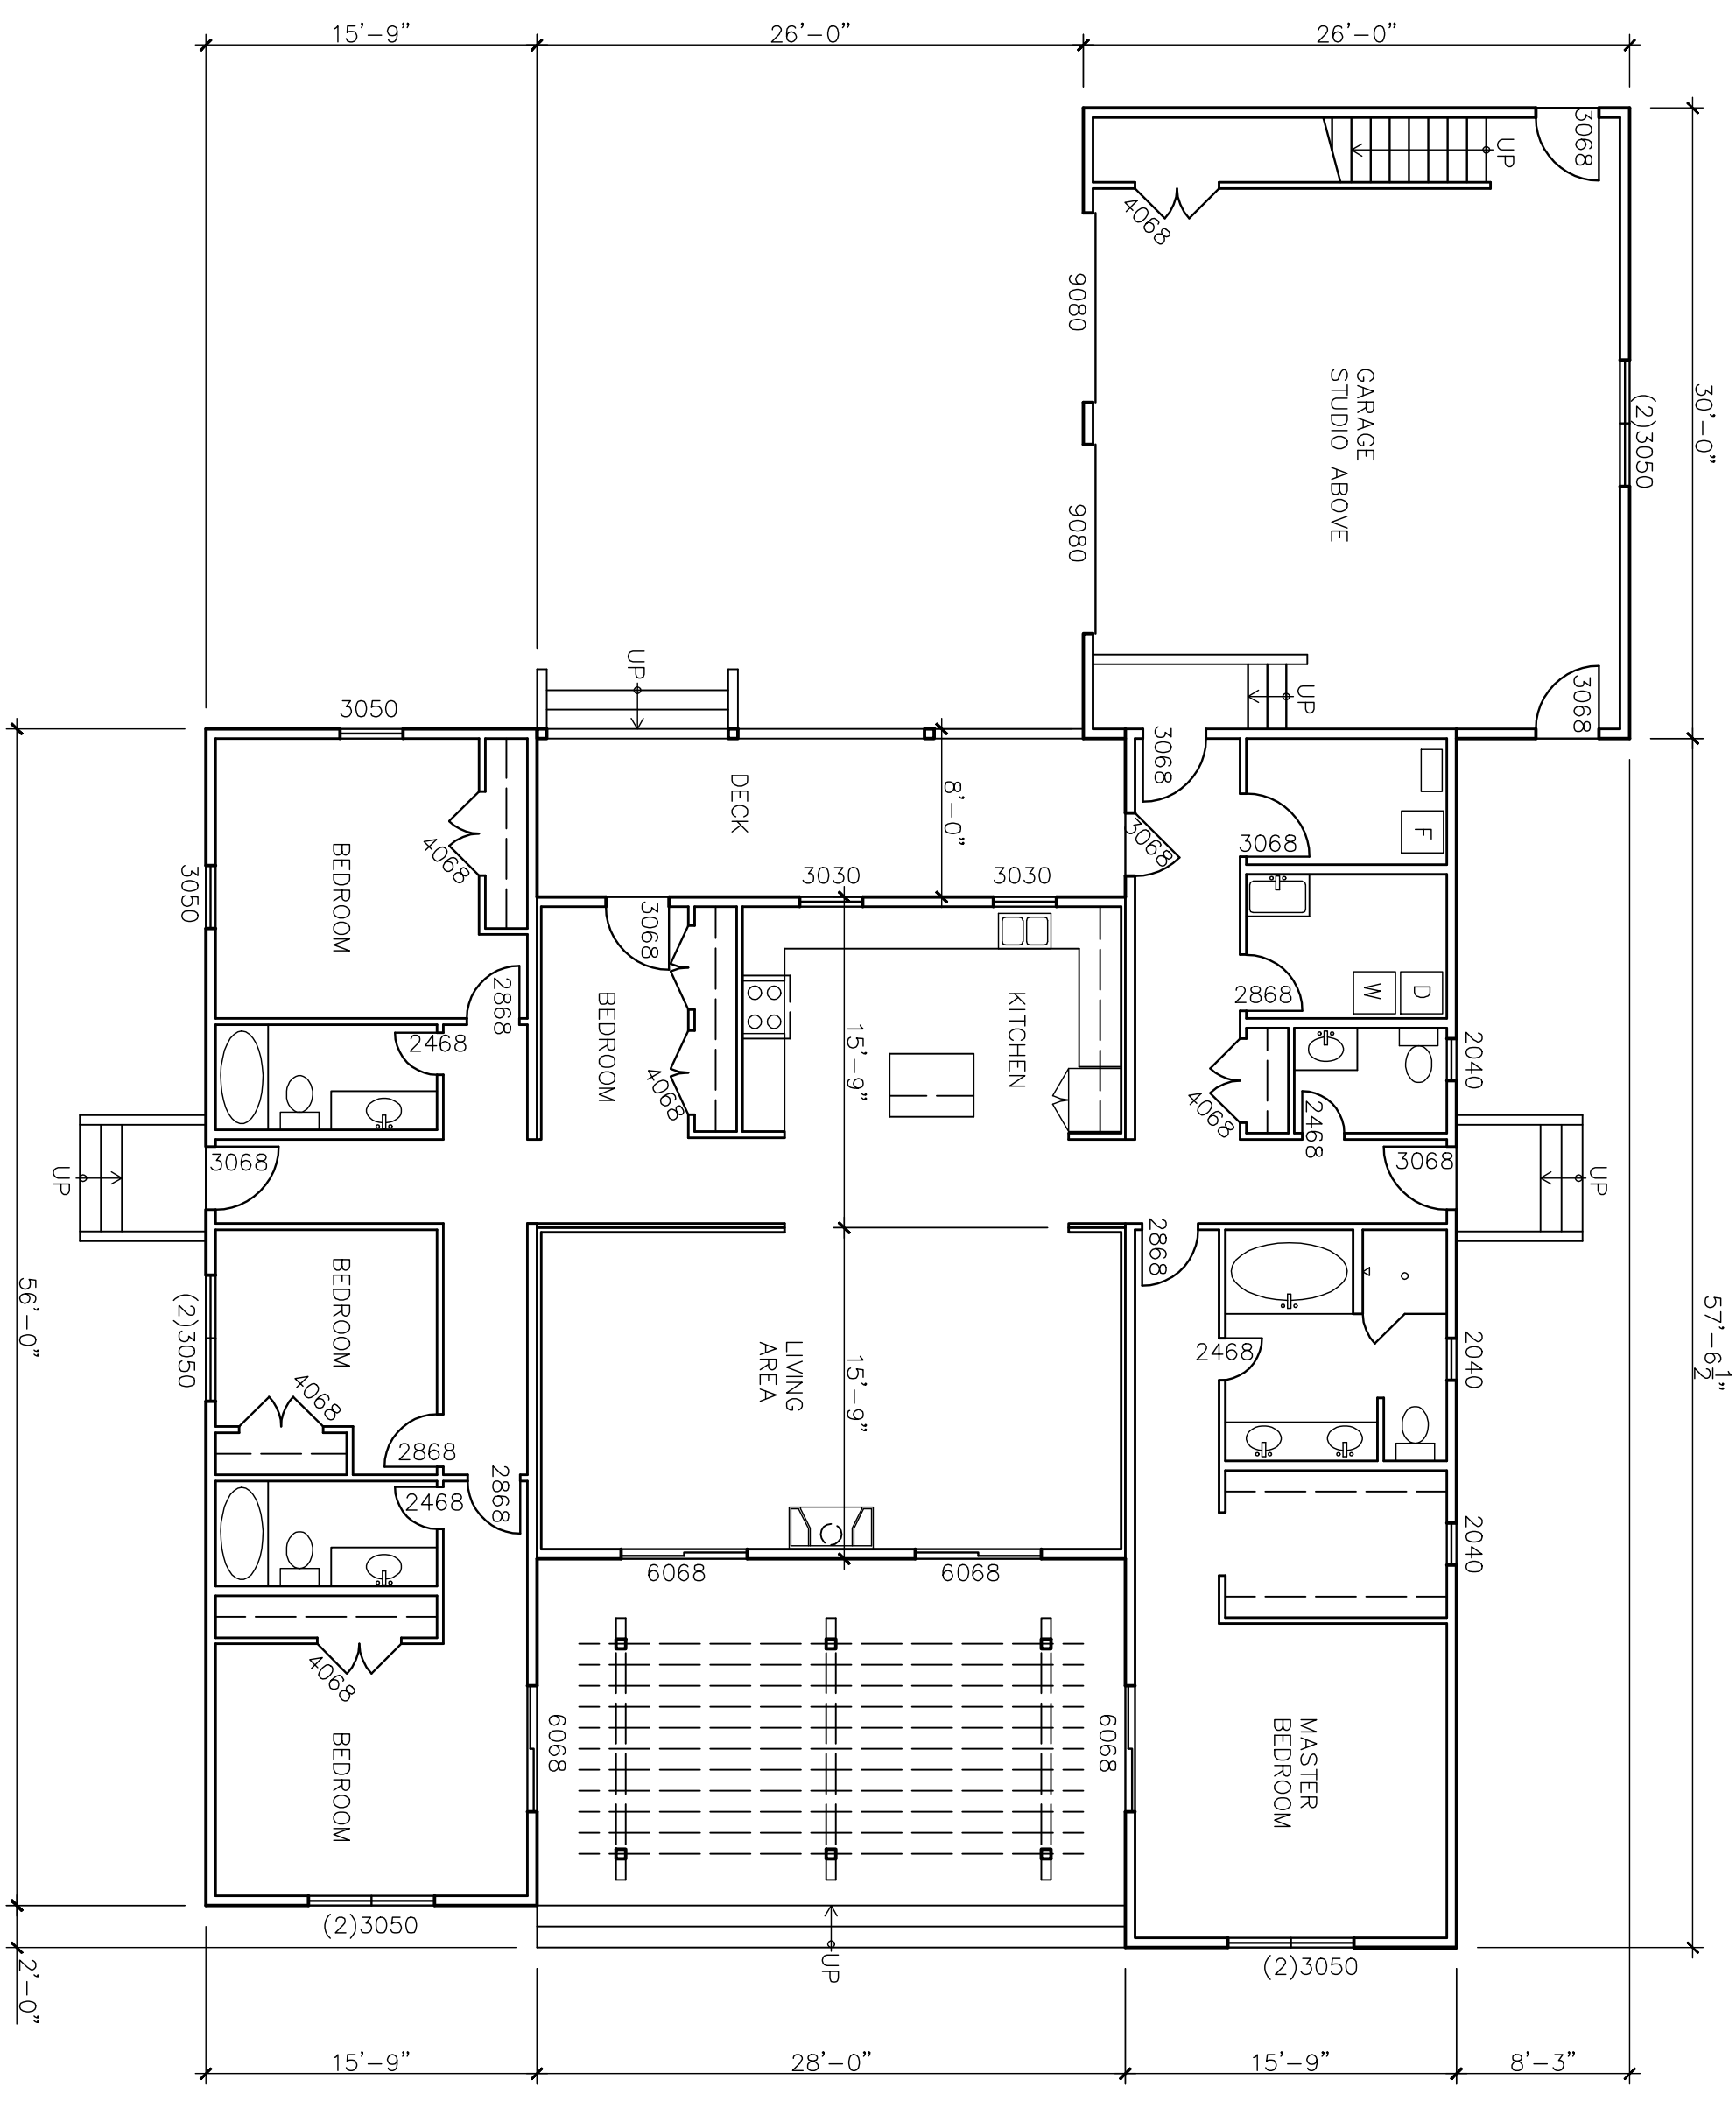 15'-9"
26'-0"
26'-0"
3068
UP
4068
9080
GARAGE
STUDIO ABOVE
(2)3050
30'-0"
9080
UP
UP
3068
3050
3068
DECK
8'-0"
3068
3068
F
BEDROOM
4068
3050
3030
3030
3068
2868
BEDROOM
KITCHEN
2868
W
D
2468
15'-9"
2040
4068
4068
2468
UP
3068
3068
UP
2868
56'-0"
(2)3050
BEDROOM
LIVING
AREA
15'-9"
2468
2040
57'-6 1/2"
4068
2868
2868
2468
6068
6068
2040
4068
BEDROOM
6068
6068
MASTER
BEDROOM
(2)3050
UP
(2)3050
2'-0"
15'-9"
28'-0"
15'-9"
8'-3"